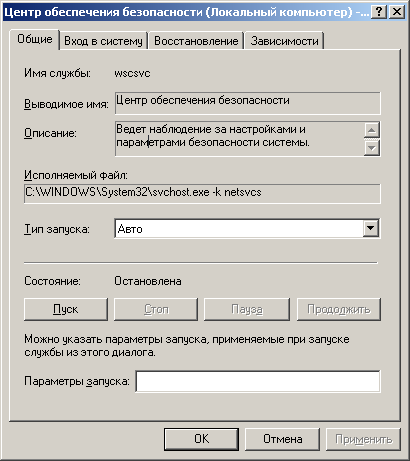 Центр обеспечения безопасности (Локальный компьютер) -...
Общие Вход в систему Восстановление Зависимости
Имя службы: wscsvc
Выводимое имя: Центр обеспечения безопасности
Описание: Ведет наблюдение за настройками и
параметрами безопасности системы.
Исполняемый файл:
C:\WINDOWS\System32\svchost.exe -k netsvcs
Тип запуска: Авто
Состояние: Остановлена
Пуск Стоп Пауза Продолжить
Можно указать параметры запуска, применяемые при запуске
службы из этого диалога.
Параметры запуска:
OK Отмена Применить